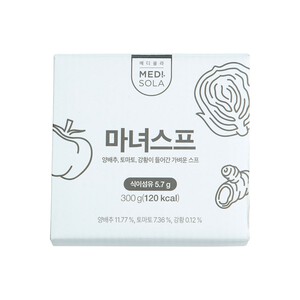 메디쏠라
MEDI
SOLA
마녀스프
양배추, 토마토, 강황이 들어간 가벼운 스프
식이섬유 5.7 g
300 g(120 kcal)
양배추 11.77 %, 토마토 7.36 %, 강황 0.12 %